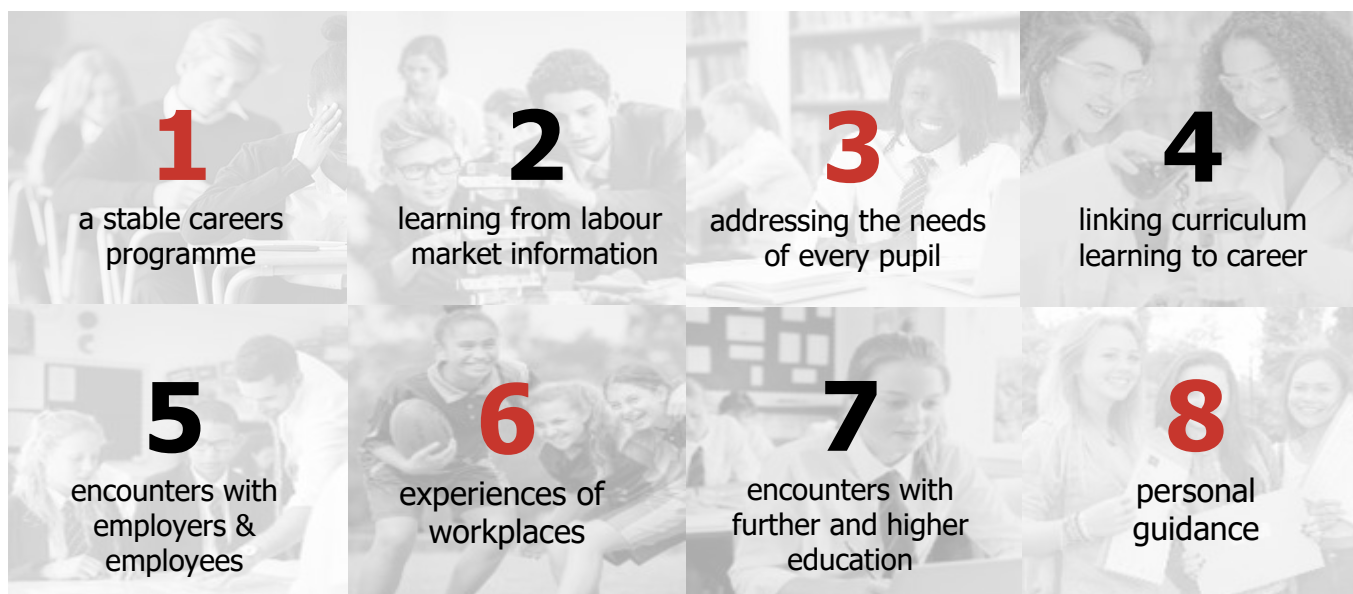 1
a stable careers
programme
2
learning from labour
market information
3
addressing the needs
of every pupil
4
linking curriculum
learning to career
5
encounters with
employers &
employees
6
experiences of
workplaces
7
encounters with
further and higher
education
8
personal
guidance